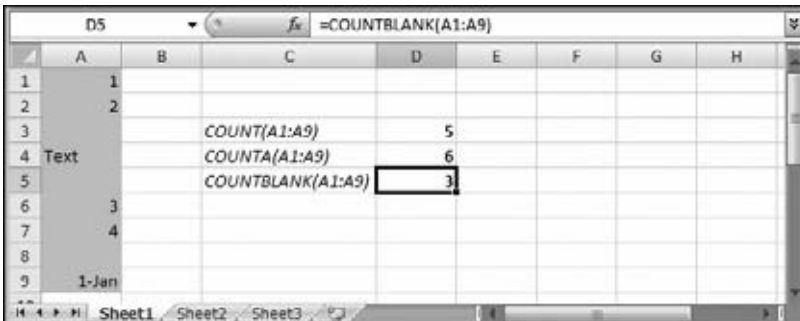 D5 fx =COUNTBLANK(A1:A9)
A B C D E F G H
1 1
2 2
3 COUNT(A1:A9) 5
4 Text COUNTA(A1:A9) 6
5 COUNTBLANK(A1:A9) 3
6 3
7 4
8
9 1-Jan
Sheet1 Sheet2 Sheet3